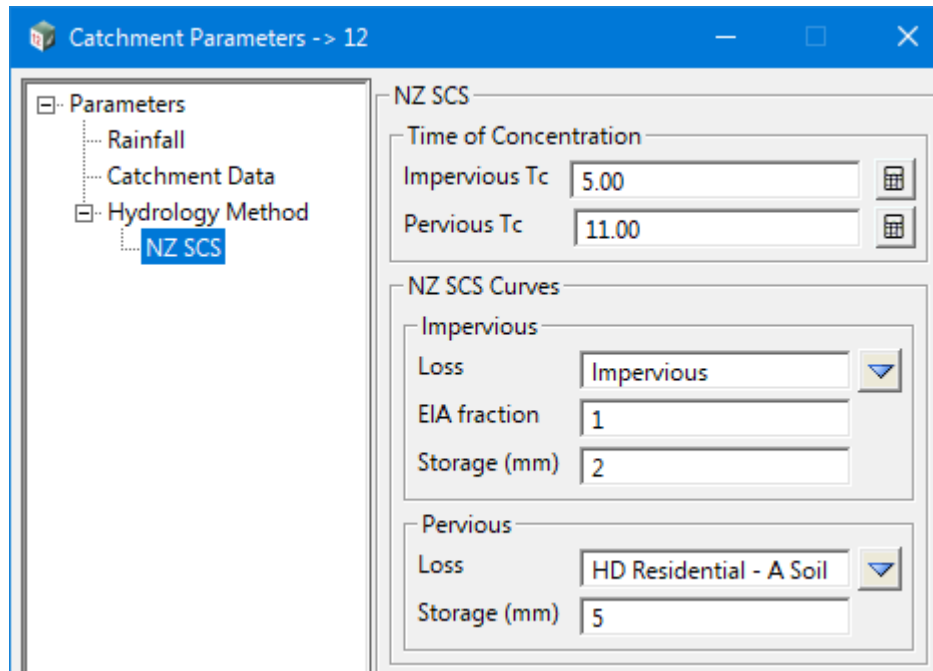 Catchment Parameters -> 12
Parameters
Rainfall
Catchment Data
Hydrology Method
NZ SCS
NZ SCS
Time of Concentration
Impervious Tc 5.00
Pervious Tc 11.00
NZ SCS Curves
Impervious
Loss Impervious
EIA fraction 1
Storage (mm) 2
Pervious
Loss HD Residential - A Soil
Storage (mm) 5